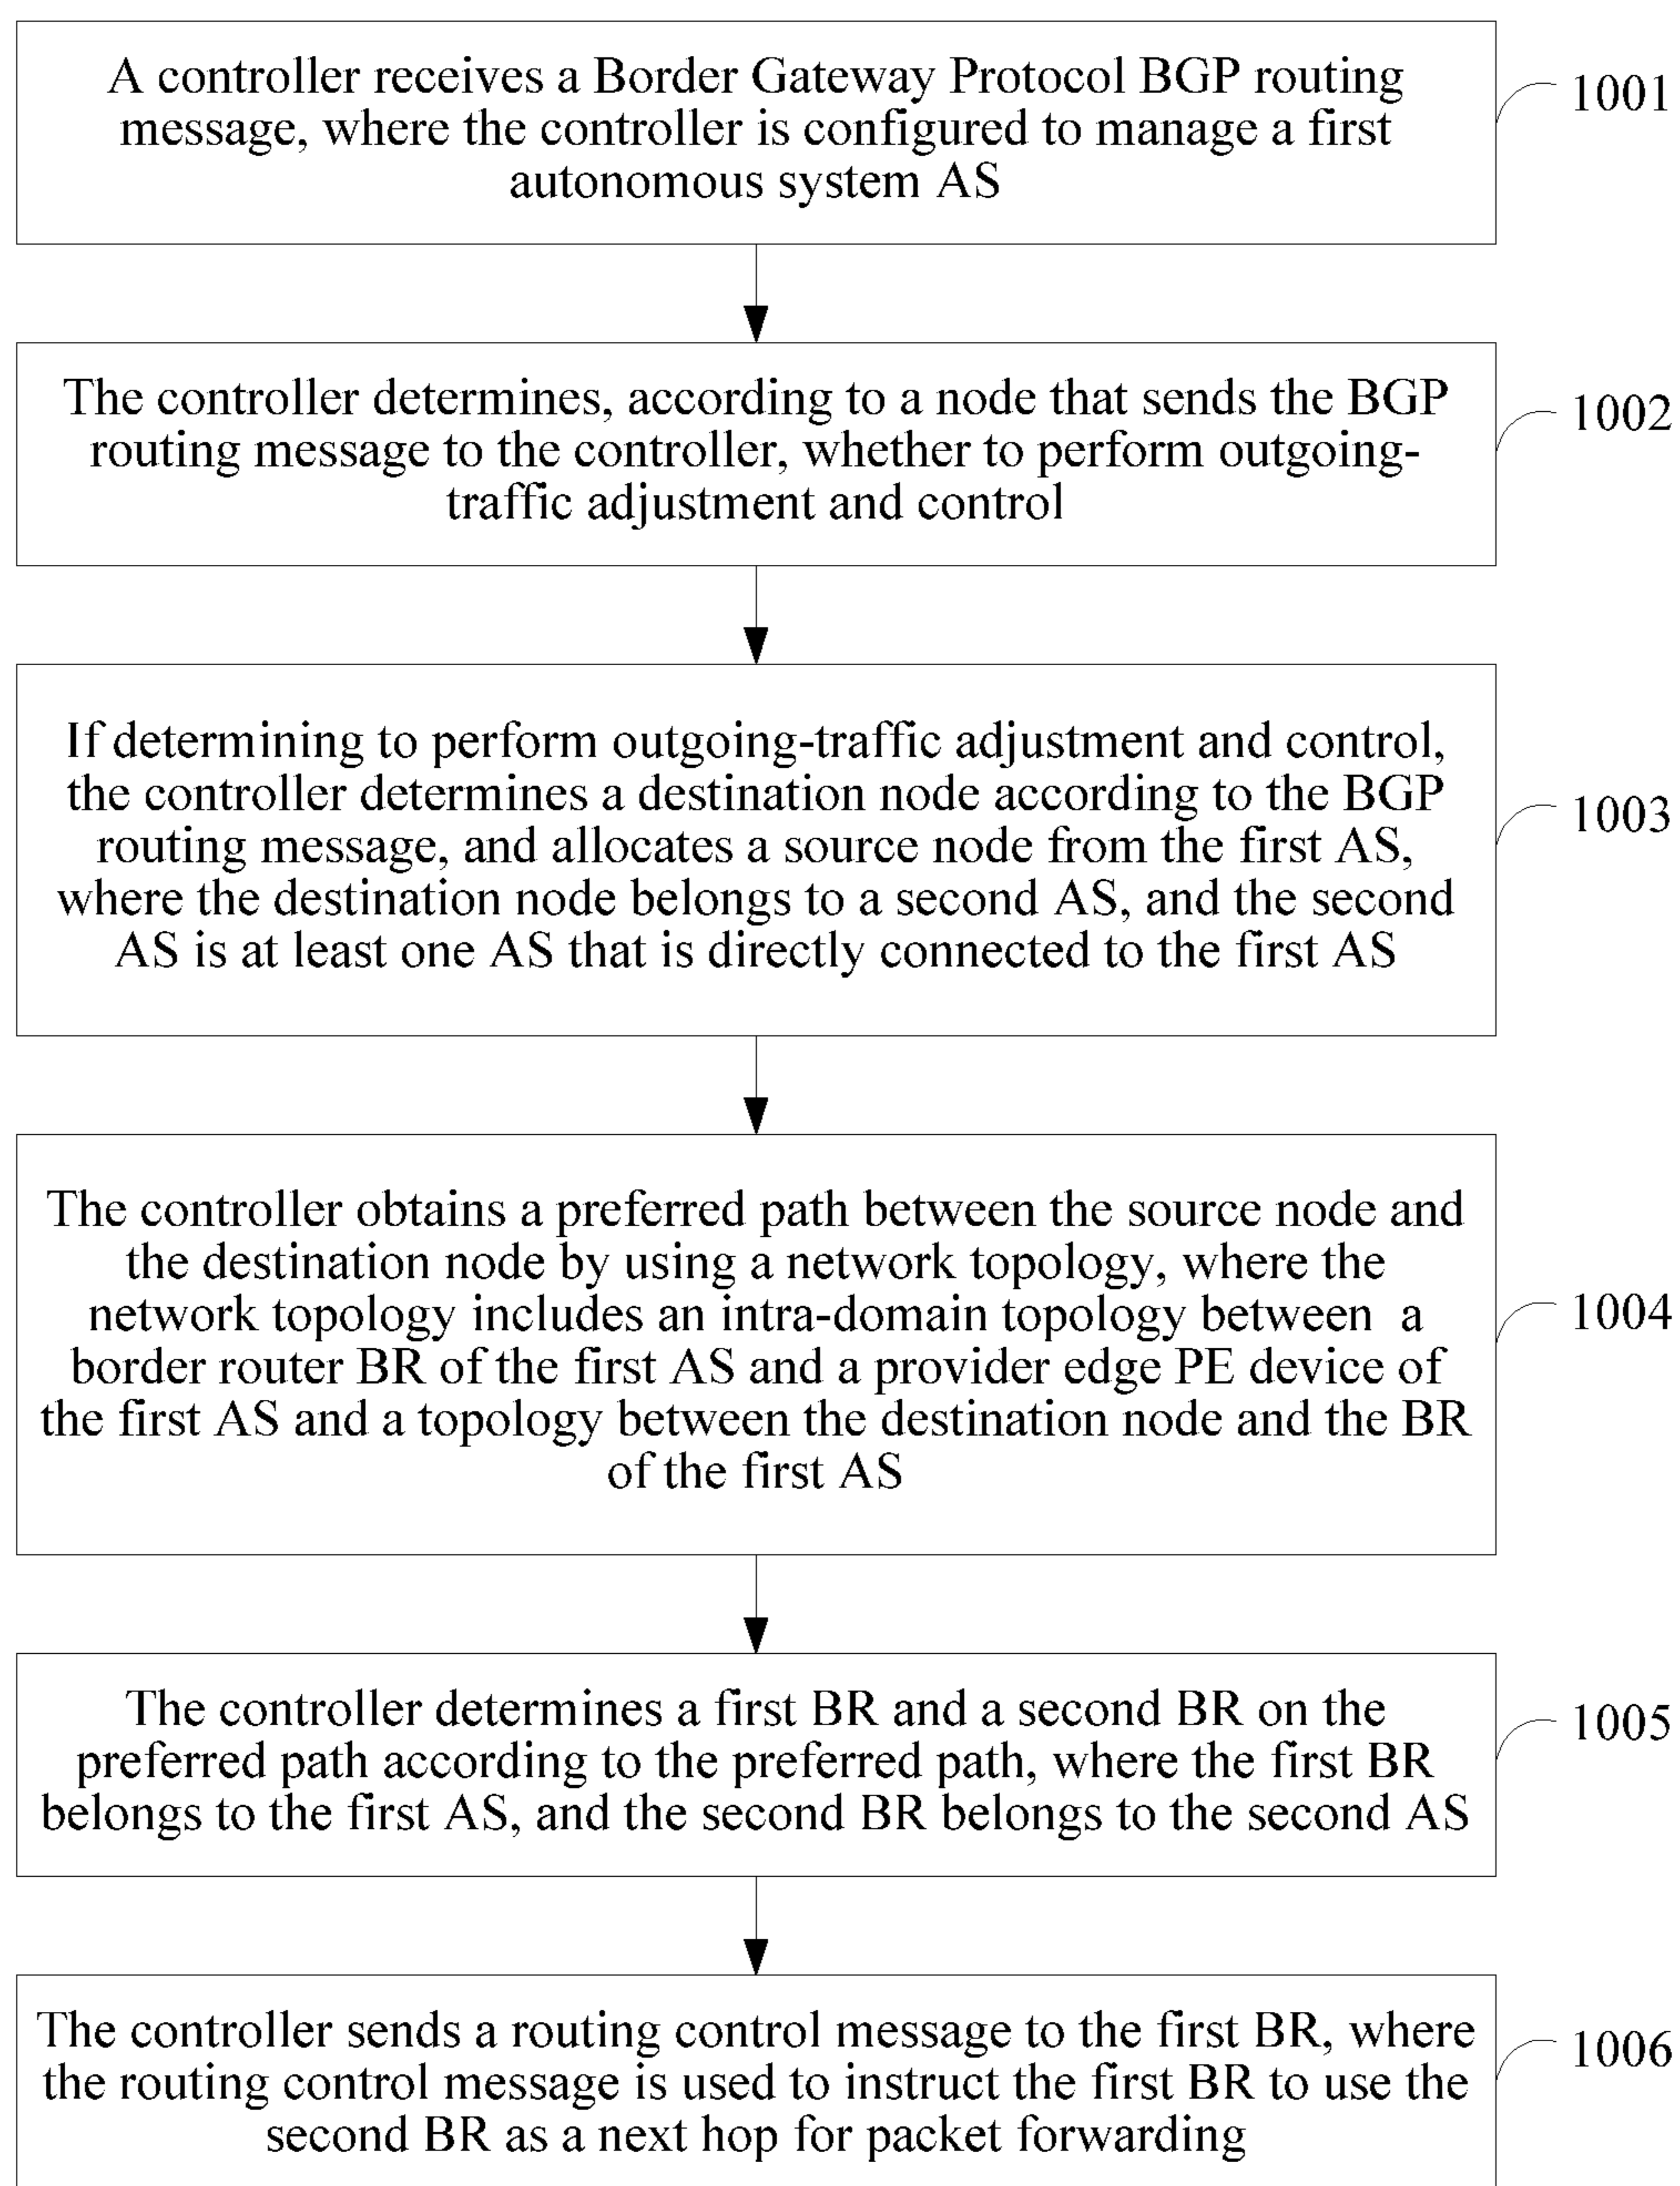 A controller receives a Border Gateway Protocol BGP routing
message, where the controller is configured to manage a first
autonomous system AS
1001
The controller determines, according to a node that sends the BGP
routing message to the controller, whether to perform outgoing-
traffic adjustment and control
1002
If determining to perform outgoing-traffic adjustment and control,
the controller determines a destination node according to the BGP
routing message, and allocates a source node from the first AS,
where the destination node belongs to a second AS, and the second
AS is at least one AS that is directly connected to the first AS
1003
The controller obtains a preferred path between the source node and
the destination node by using a network topology, where the
network topology includes an intra-domain topology between a
border router BR of the first AS and a provider edge PE device of
the first AS and a topology between the destination node and the BR
of the first AS
1004
The controller determines a first BR and a second BR on the
preferred path according to the preferred path, where the first BR
belongs to the first AS, and the second BR belongs to the second AS
1005
The controller sends a routing control message to the first BR, where
the routing control message is used to instruct the first BR to use the
second BR as a next hop for packet forwarding
1006